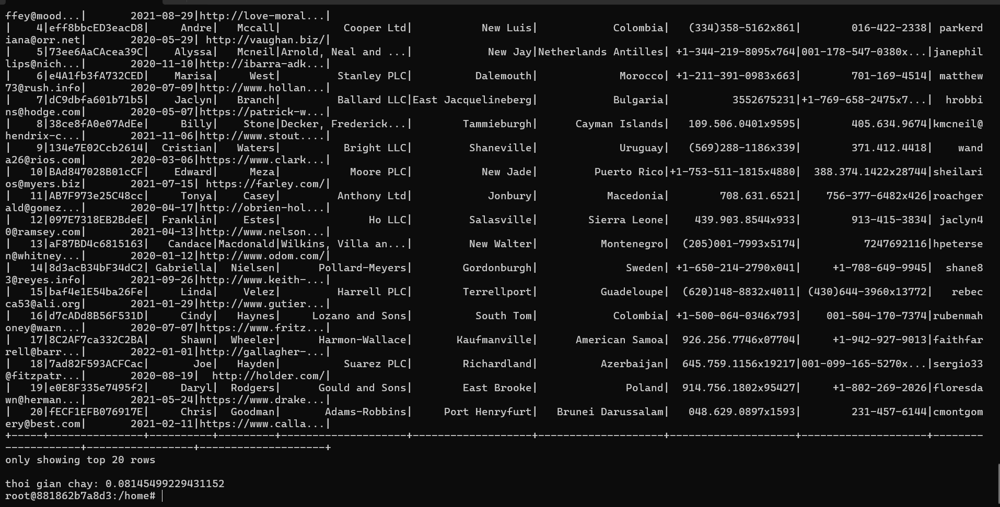 ffey@mood...|       2021-08-29|http://love-moral...|
|    4|eff8bbcED3eacD8|     Andre|   Mccall|          Cooper Ltd|           New Luis|            Colombia|   (334)358-5162x861|        016-422-2338| parkerd
iana@orr.net|       2020-05-29| http://vaughan.biz/|
|    5|73ee6AaCAcea39C|    Alyssa|   Mcneil|Arnold, Neal and ...|            New Jay|Netherlands Antilles| +1-344-219-8095x764|001-178-547-0380x...|janephil
lips@nich...|       2020-11-10|http://ibarra-adk...|
|    6|e4A1fb3fA732CED|    Marisa|     West|         Stanley PLC|          Dalemouth|             Morocco| +1-211-391-0983x663|        701-169-4514| matthew
73@rush.info|       2020-07-09|http://www.hollan...|
|    7|dC9dbfa601b71b5|    Jaclyn|   Branch|         Ballard LLC|East Jacquelineberg|            Bulgaria|          3552675231|+1-769-658-2475x7...|  hrobbi
ns@hodge.com|       2020-05-07|https://patrick-w...|
|    8|38ce8fA0e07AdEe|     Billy|    Stone|Decker, Frederick...|        Tammieburgh|      Cayman Islands|   109.506.0401x9595|        405.634.9674|kmcneil@
hendrix-c...|       2021-11-06|http://www.stout....|
|    9|134e7E02Ccb2614|  Cristian|   Waters|          Bright LLC|         Shaneville|             Uruguay|   (569)288-1186x339|        371.412.4418|    wand
a26@rios.com|       2020-03-06|https://www.clark...|
|   10|BAd847028B01cCF|    Edward|     Meza|           Moore PLC|           New Jade|         Puerto Rico|+1-753-511-1815x4880|  388.374.1422x28744|sheilari
os@myers.biz|       2021-07-15| https://farley.com/|
|   11|AB7F973e25C48cc|     Tonya|    Casey|         Anthony Ltd|            Jonbury|           Macedonia|        708.631.6521|    756-377-6482x426|roachger
ald@gomez...|       2020-04-17|http://obrien-hol...|
|   12|097E7318EB2BdeE|  Franklin|    Estes|              Ho LLC|         Salasville|        Sierra Leone|    439.903.8544x933|        913-415-3834| jaclyn4
0@ramsey.com|       2021-04-13|http://www.nelson...|
|   13|aF87BD4c6815163|   Candace|Macdonald|Wilkins, Villa an...|         New Walter|          Montenegro|  (205)001-7993x5174|          7247692116|hpeterse
n@whitney...|       2020-01-12|http://www.odom.com/|
|   14|8d3acB34bF34dC2| Gabriella|  Nielsen|      Pollard-Meyers|        Gordonburgh|              Sweden| +1-650-214-2790x041|     +1-708-649-9945|  shane8
3@reyes.info|       2021-09-26|http://www.keith-...|
|   15|baf4e1E54ba26Fe|     Linda|    Velez|         Harrell PLC|        Terrellport|          Guadeloupe|  (620)148-8832x4011| (430)644-3960x13772|   rebec
ca53@ali.org|       2021-01-29|http://www.gutier...|
|   16|d7cADd8B56F531D|     Cindy|   Haynes|     Lozano and Sons|          South Tom|            Colombia| +1-500-064-0346x793|    001-504-170-7374|rubenmah
oney@warn...|       2020-07-07|https://www.fritz...|
|   17|8C2AF7ca332C2BA|     Shawn|  Wheeler|      Harmon-Wallace|       Kaufmanville|      American Samoa|  926.256.7746x07704|     +1-942-927-9013|faithfar
rell@barr...|       2022-01-01|http://gallagher-...|
|   18|7ad82F593ACFCac|       Joe|   Hayden|          Suarez PLC|        Richardland|          Azerbaijan|  645.759.1156x19217|001-099-165-5270x...|sergio33
@fitzpatr...|       2020-08-19|  http://holder.com/|
|   19|e0E8F335e7495f2|     Daryl|  Rodgers|      Gould and Sons|        East Brooke|              Poland|  914.756.1802x95427|     +1-802-269-2026|floresda
wn@herman...|       2021-05-24|https://www.drake...|
|   20|fECF1EFB076917E|     Chris|  Goodman|       Adams-Robbins|     Port Henryfurt|   Brunei Darussalam|   048.629.0897x1593|        231-457-6144|cmontgom
ery@best.com|       2021-02-11|https://www.calla...|
+-----+---------------+----------+---------+--------------------+-------------------+--------------------+--------------------+--------------------+--------
------------+-----------------+--------------------+
only showing top 20 rows
thoi gian chay: 0.08145499229431152
root@881862b7a8d3:/home#